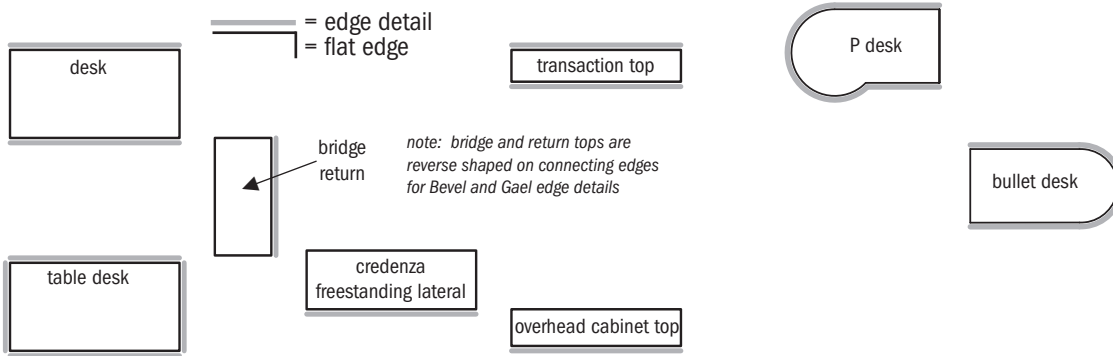 = edge detail
= flat edge
desk
transaction top
P desk
bridge
return
note: bridge and return tops are
reverse shaped on connecting edges
for Bevel and Gael edge details
bullet desk
table desk
credenza
freestanding lateral
overhead cabinet top